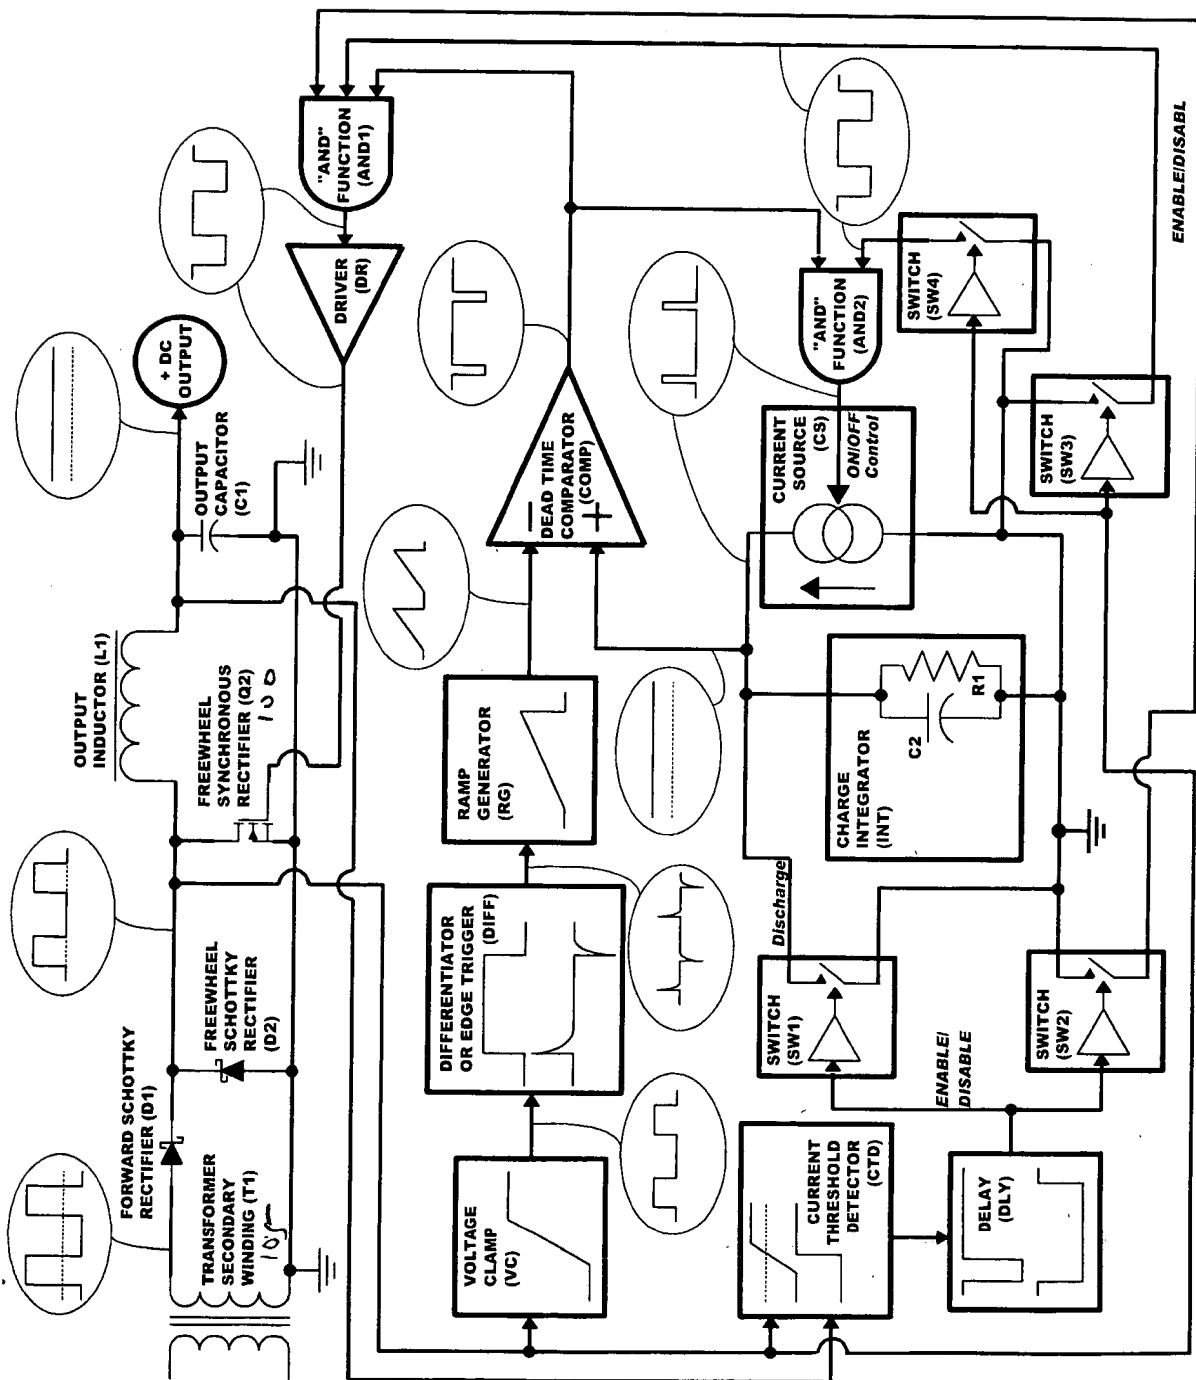 "AND"
FUNCTION
(AND1)
DRIVER
(DR)
+ DC
OUTPUT
OUTPUT
CAPACITOR
(C1)
OUTPUT
INDUCTOR (L1)
FREEWHEEL
SYNCHRONOUS
RECTIFIER (Q2)
100
FREEWHEEL
SCHOTTKY
RECTIFIER
(D2)
FORWARD SCHOTTKY
RECTIFIER (D1)
TRANSFORMER
SECONDARY
WINDING (T1)
105
DEAD TIME
COMPARATOR
(COMP)
RAMP
GENERATOR
(RG)
DIFFERENTIATOR
OR EDGE TRIGGER
(DIFF)
VOLTAGE
CLAMP
(VC)
"AND"
FUNCTION
(AND2)
SWITCH
(SW4)
CURRENT
SOURCE
(CS)
ON/OFF
Control
SWITCH
(SW3)
ENABLE/DISABL
CHARGE
INTEGRATOR
(INT)
C2
R1
Discharge
SWITCH
(SW1)
ENABLE/
DISABLE
SWITCH
(SW2)
CURRENT
THRESHOLD
DETECTOR
(CTD)
DELAY
(DLY)